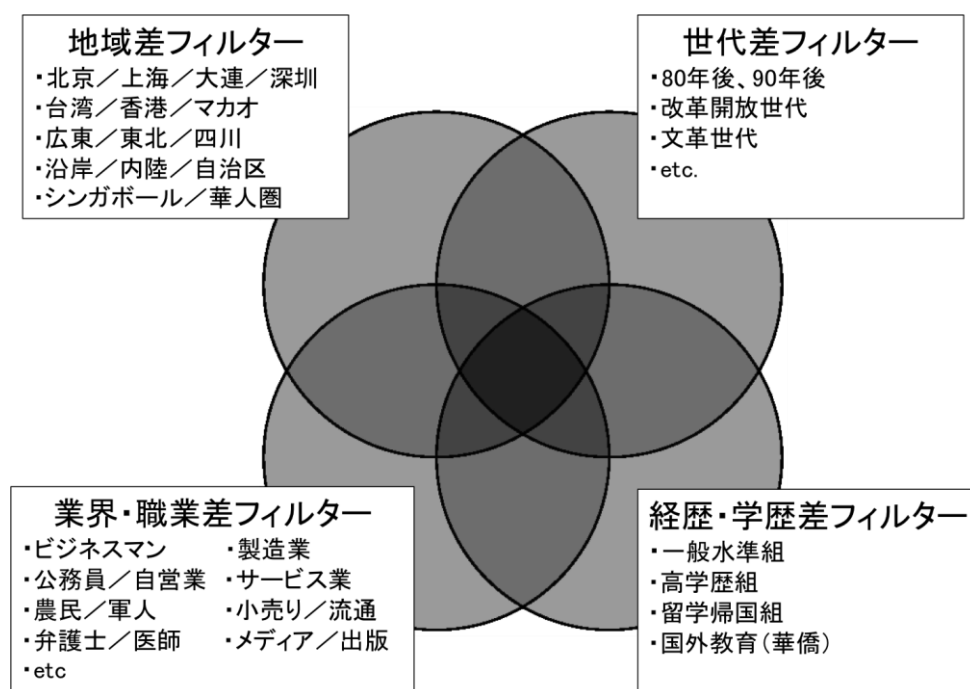 地域差フィルター
・北京／上海／大連／深圳
・台湾／香港／マカオ
・広東／東北／四川
・沿岸／内陸／自治区
・シンガポール／華人圏
世代差フィルター
・80年後、90年後
・改革開放世代
・文革世代
・etc.
業界・職業差フィルター
・ビジネスマン ・製造業
・公務員／自営業 ・サービス業
・農民／軍人 ・小売り／流通
・弁護士／医師 ・メディア／出版
・etc
経歴・学歴差フィルター
・一般水準組
・高学歴組
・留学帰国組
・国外教育（華僑）